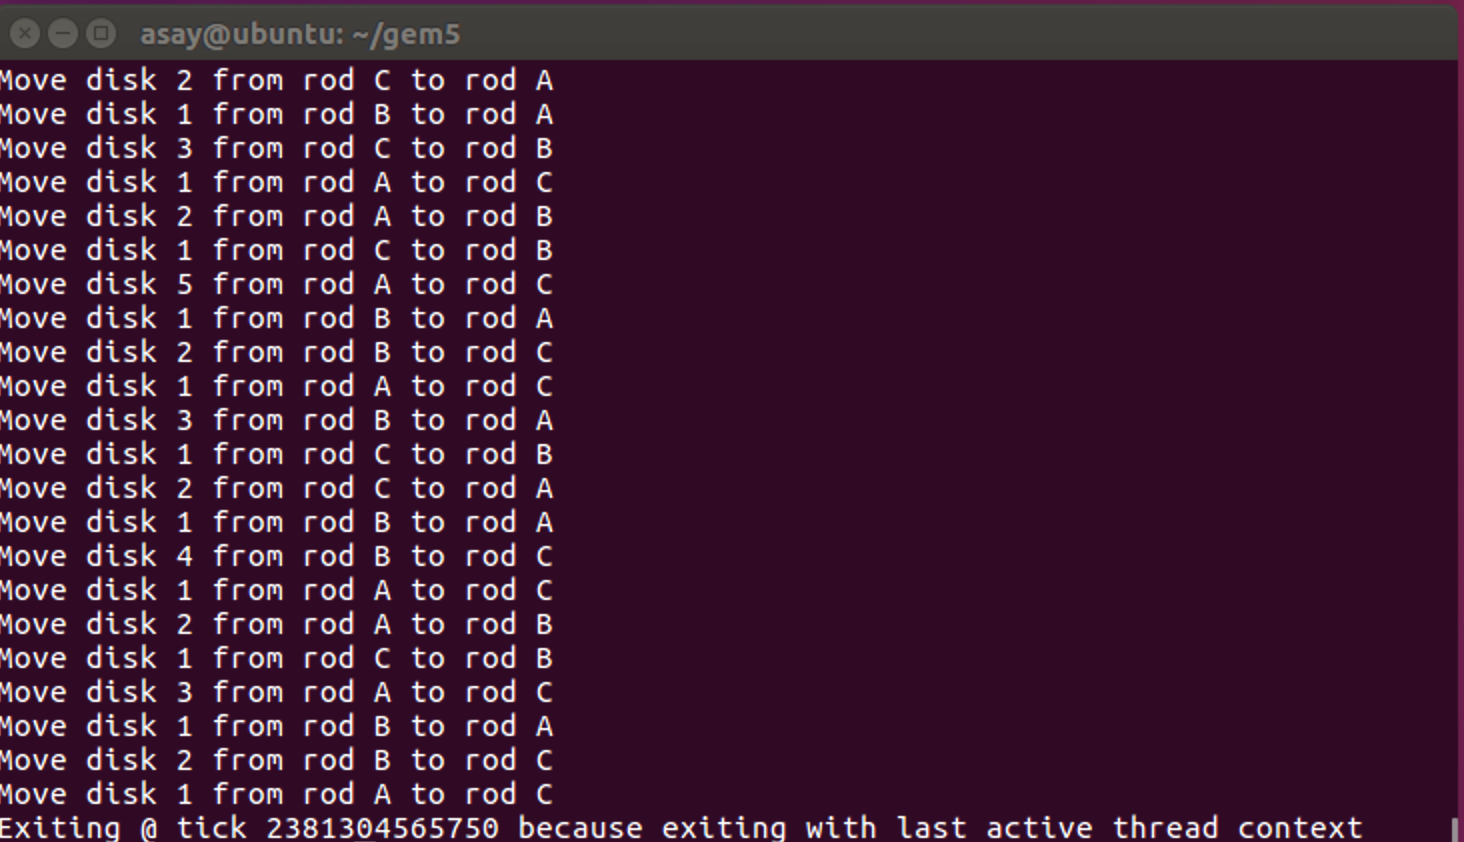 asay@ubuntu: ~/gem5
Move disk 2 from rod C to rod A
Move disk 1 from rod B to rod A
Move disk 3 from rod C to rod B
Move disk 1 from rod A to rod C
Move disk 2 from rod A to rod B
Move disk 1 from rod C to rod B
Move disk 5 from rod A to rod C
Move disk 1 from rod B to rod A
Move disk 2 from rod B to rod C
Move disk 1 from rod A to rod C
Move disk 3 from rod B to rod A
Move disk 1 from rod C to rod B
Move disk 2 from rod C to rod A
Move disk 1 from rod B to rod A
Move disk 4 from rod B to rod C
Move disk 1 from rod A to rod C
Move disk 2 from rod A to rod B
Move disk 1 from rod C to rod B
Move disk 3 from rod A to rod C
Move disk 1 from rod B to rod A
Move disk 2 from rod B to rod C
Move disk 1 from rod A to rod C
Exiting @ tick 2381304565750 because exiting with last active thread context